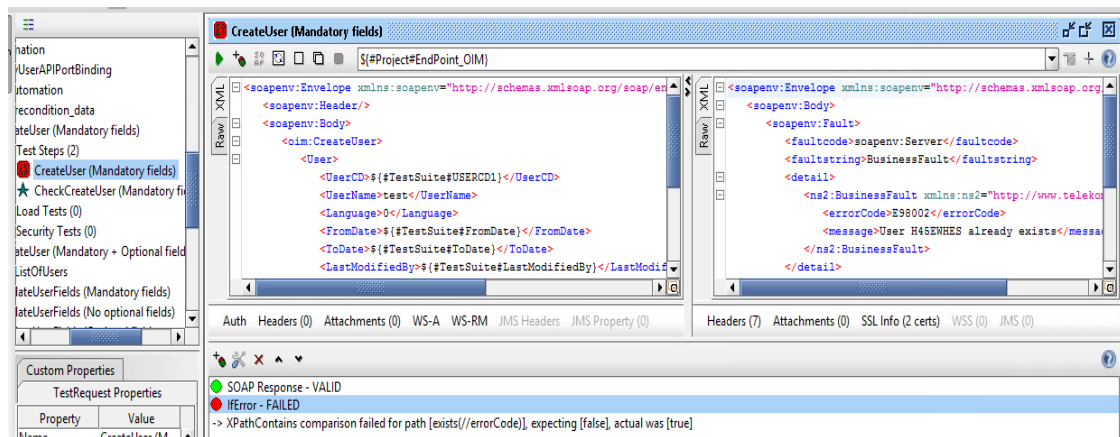 nation
yUserAPIPortBinding
utomation
recondition_data
ateUser (Mandatory fields)
Test Steps (2)
CreateUser (Mandatory fields)
CheckCreateUser (Mandatory fi
Load Tests (0)
Security Tests (0)
ateUser (Mandatory + Optional field
ListOfUsers
lateUserFields (Mandatory fields)
lateUserFields (No optional fields)
Custom Properties
TestRequest Properties
Property Value
Name CreateUser (M
CreateUser (Mandatory fields)
${#Project#EndPoint_OIM}
XML
Raw
<soapenv:Envelope xmlns:soapenv="http://schemas.xmlsoap.org/soap/en
<soapenv:Header/>
<soapenv:Body>
<oim:CreateUser>
<User>
<UserCD>${#TestSuite#USERCD1}</UserCD>
<UserName>test</UserName>
<Language>0</Language>
<FromDate>${#TestSuite#FromDate}</FromDate>
<ToDate>${#TestSuite#ToDate}</ToDate>
<LastModifiedBy>${#TestSuite#LastModifiedBy}</LastModif
Auth Headers (0) Attachments (0) WS-A WS-RM JMS Headers JMS Property (0)
XML
Raw
<soapenv:Envelope xmlns:soapenv="http://schemas.xmlsoap.org
<soapenv:Body>
<soapenv:Fault>
<faultcode>soapenv:Server</faultcode>
<faultstring>BusinessFault</faultstring>
<detail>
<ns2:BusinessFault xmlns:ns2="http://www.teleko
<errorCode>E98002</errorCode>
<message>User H45EWHES already exists</messa
</ns2:BusinessFault>
</detail>
Headers (7) Attachments (0) SSL Info (2 certs) WSS (0) JMS (0)
SOAP Response - VALID
IfError - FAILED
-> XPathContains comparison failed for path [exists(//errorCode)], expecting [false], actual was [true]